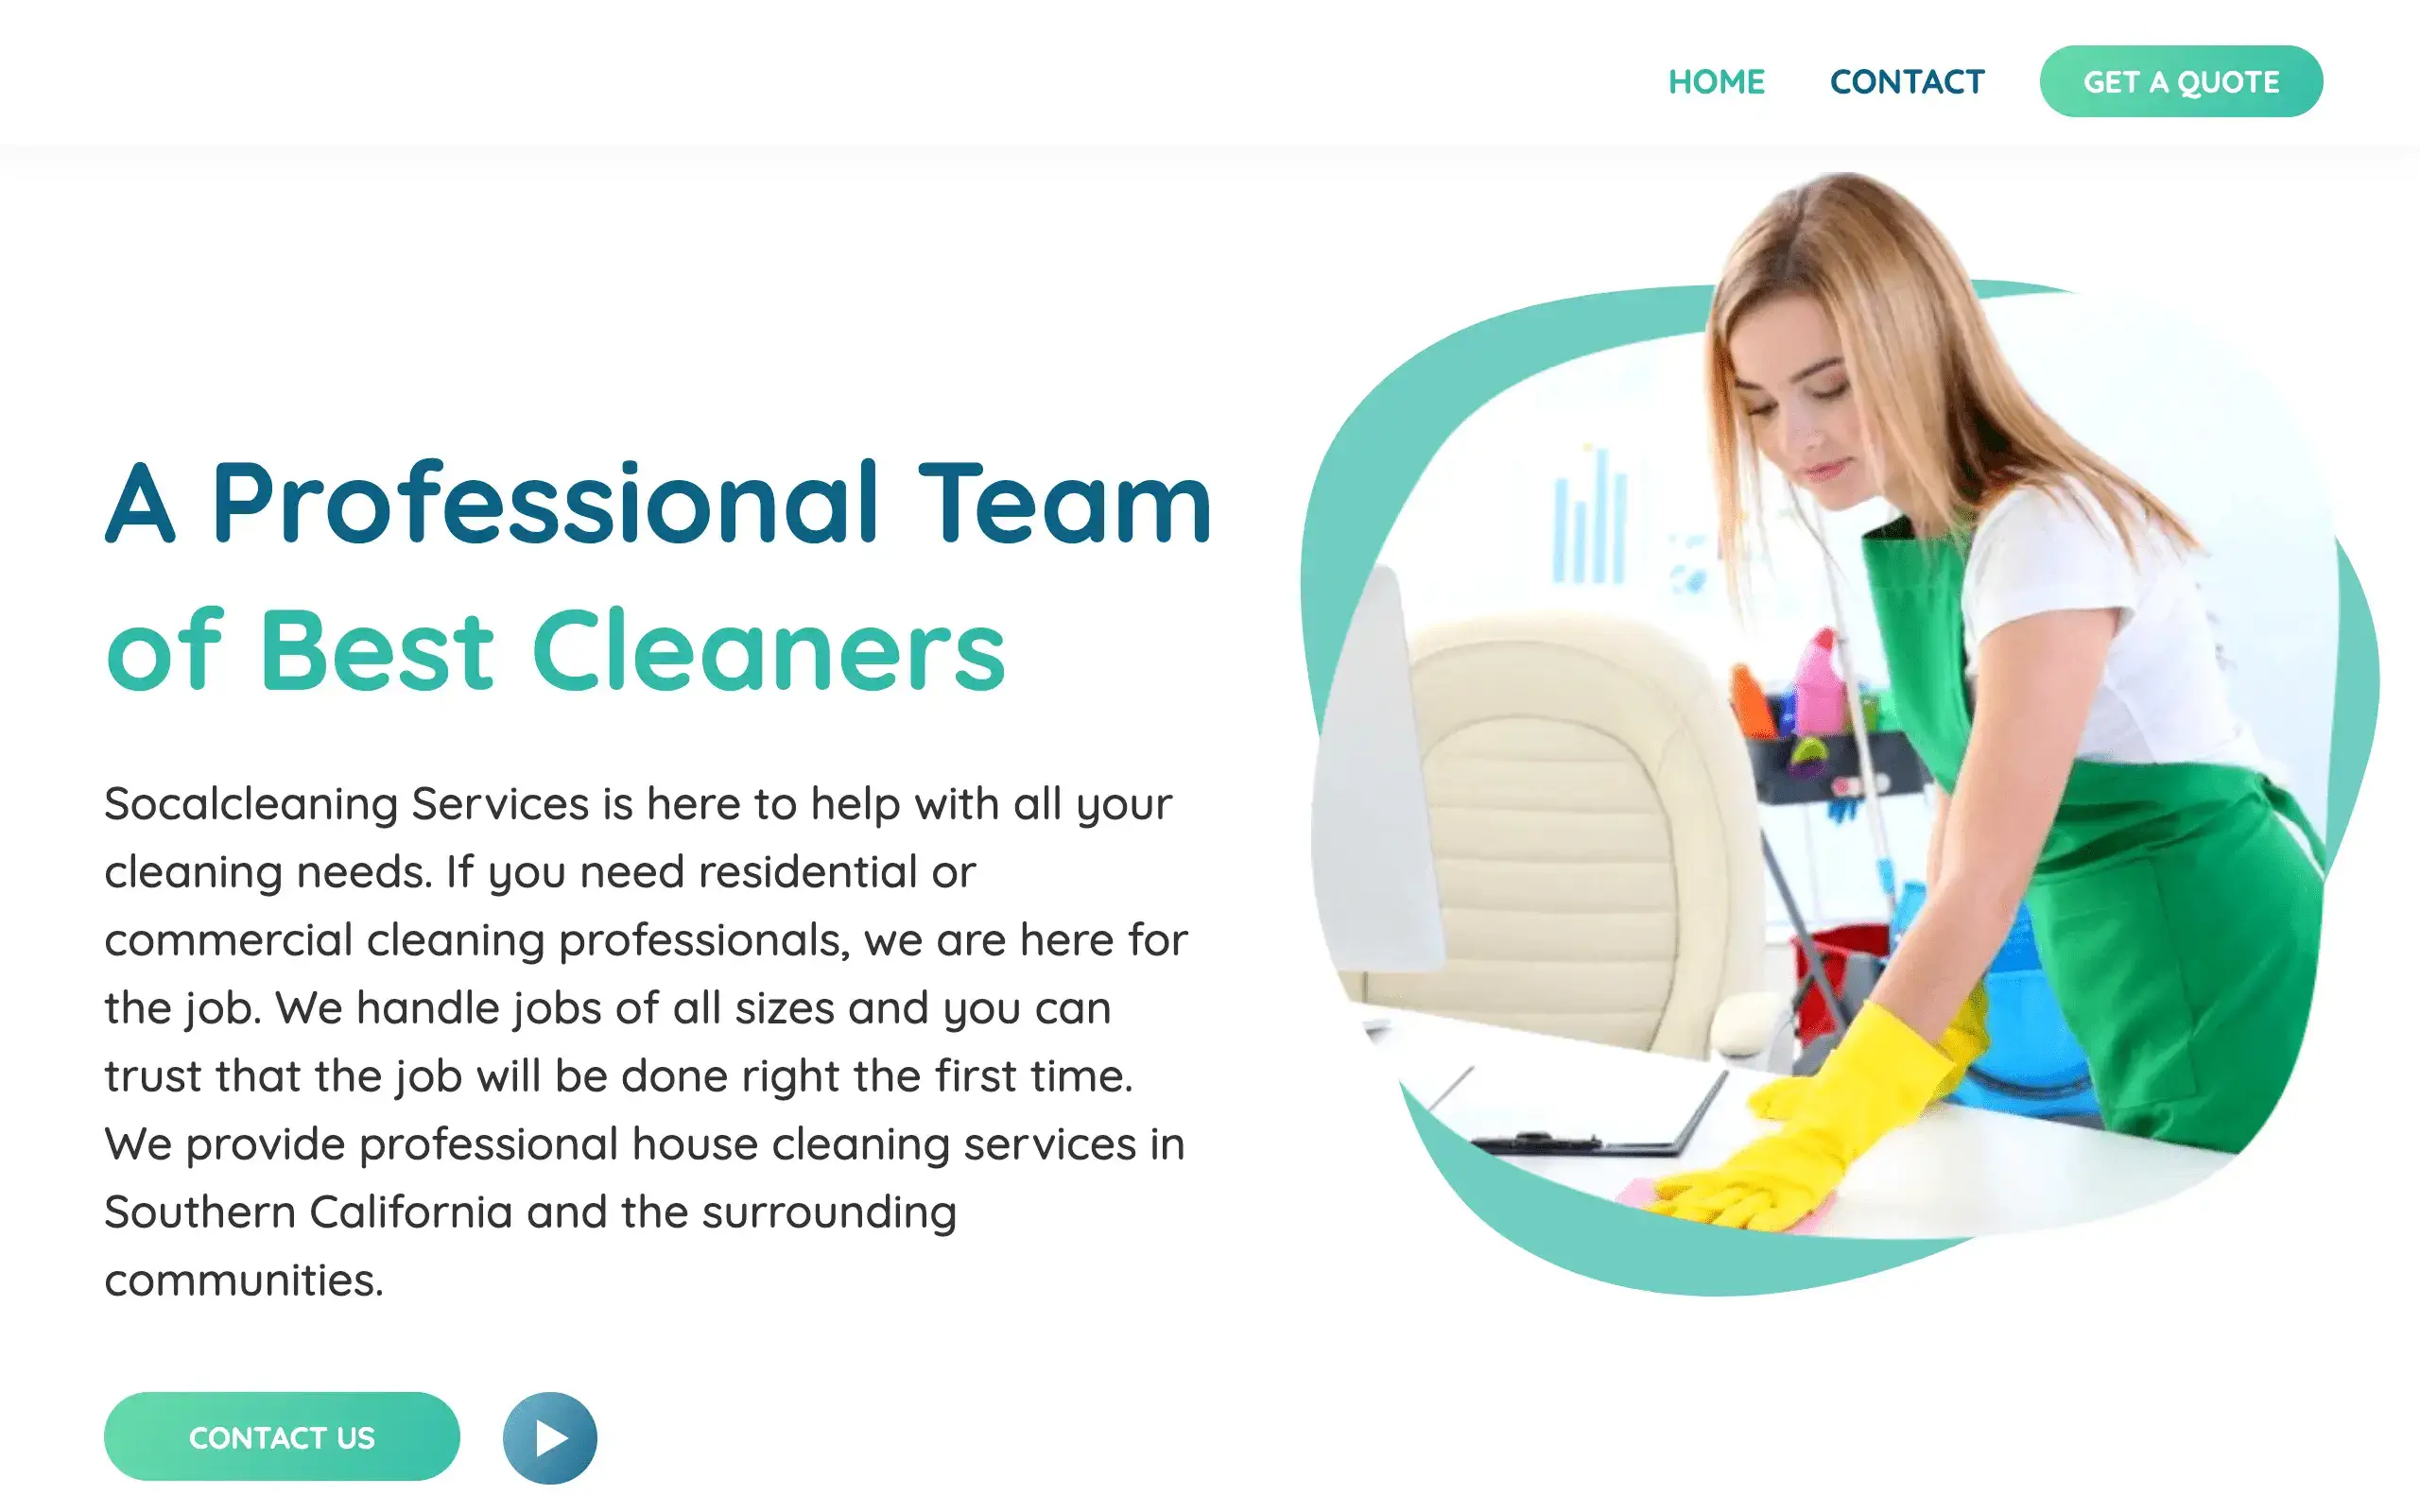 HOME CONTACT GET A QUOTE
A Professional Team
of Best Cleaners
Socalcleaning Services is here to help with all your
cleaning needs. If you need residential or
commercial cleaning professionals, we are here for
the job. We handle jobs of all sizes and you can
trust that the job will be done right the first time.
We provide professional house cleaning services in
Southern California and the surrounding
communities.
CONTACT US